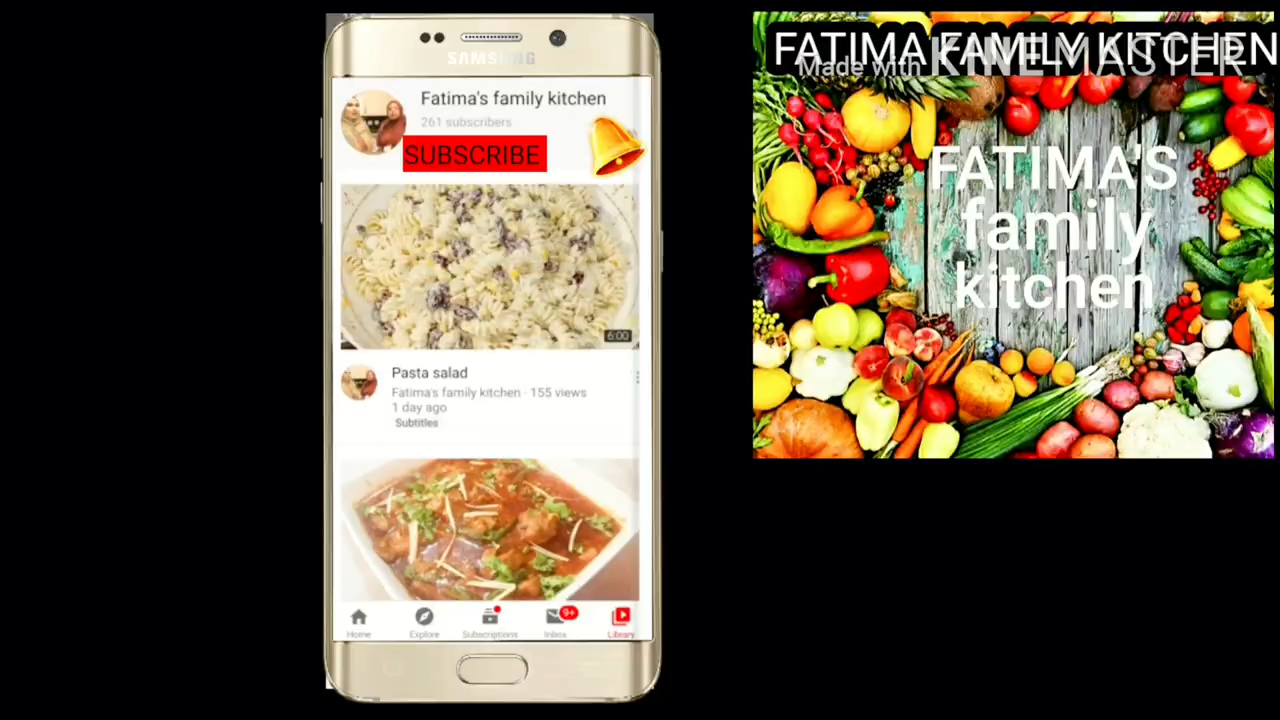 SAMSUNG
Fatima's family kitchen
261 subscribers
SUBSCRIBE
6:00
Pasta salad
Fatima's family kitchen · 155 views
1 day ago
Subtitles
9+
Home
Explore
Subscriptions
Inbox
Library
FATIMA FAMILY KITCHEN
Made with KINEMASTER
FATIMA'S
family
kitchen